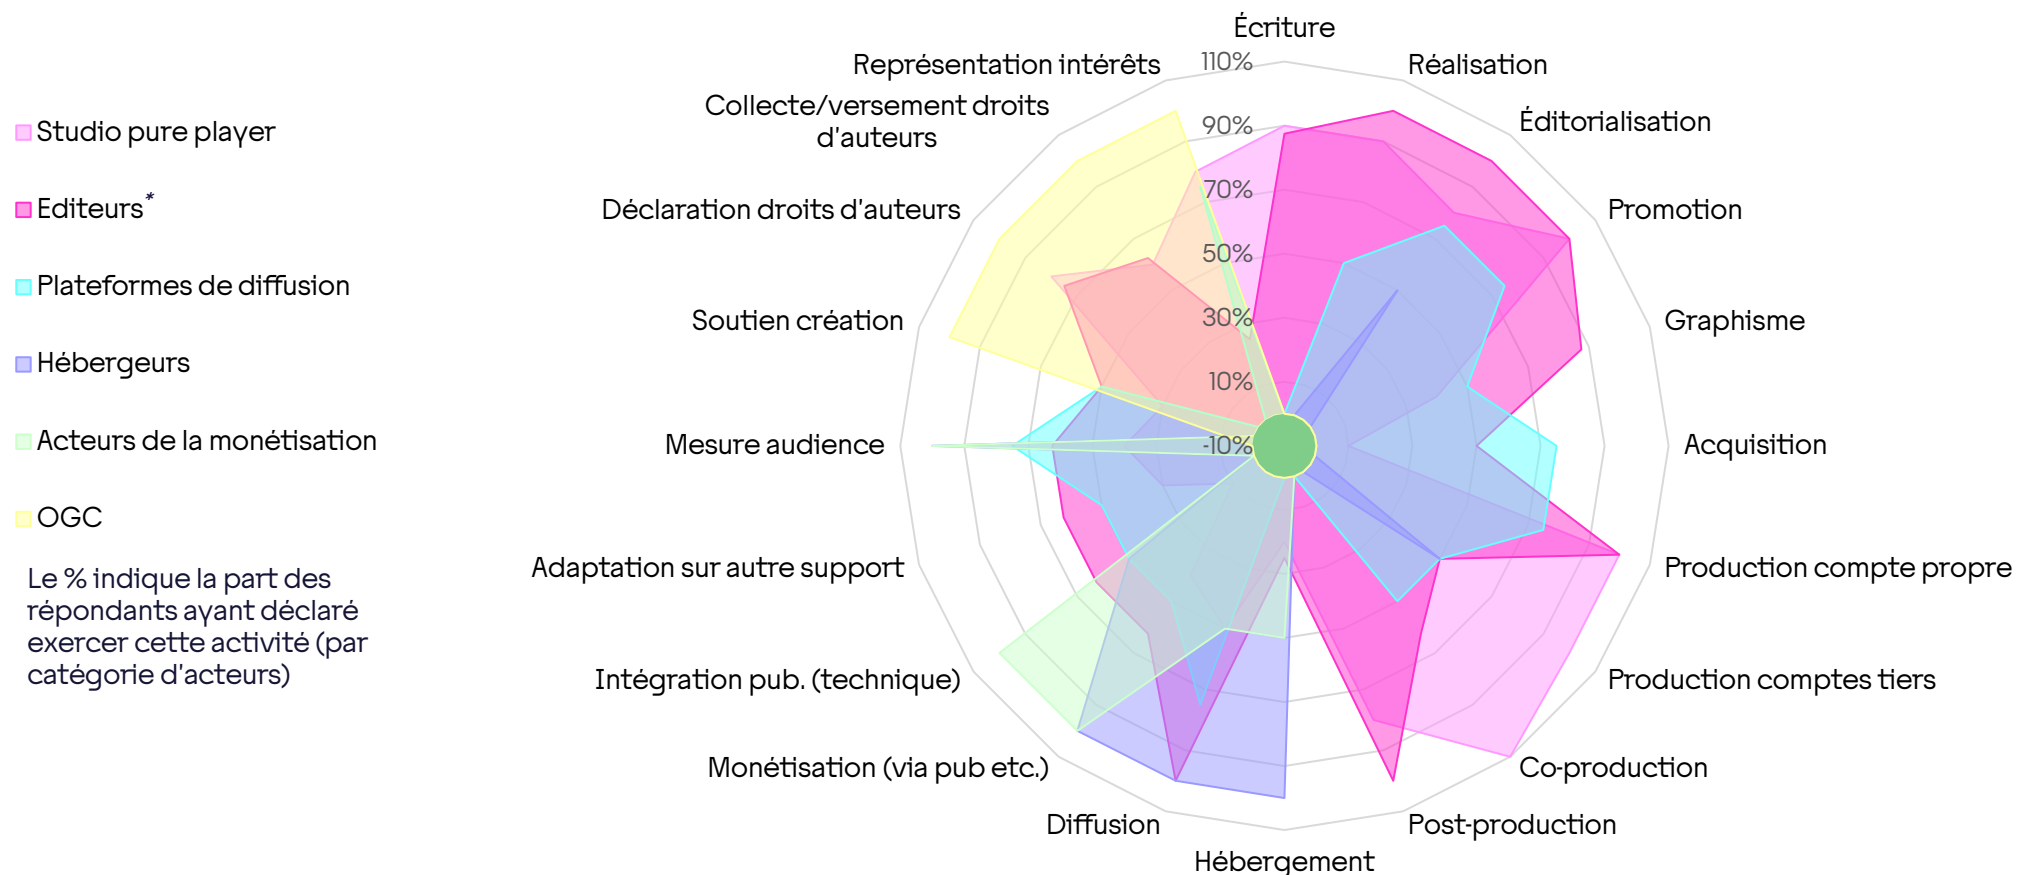 Studio pure player
Editeurs*
Plateformes de diffusion
Hébergeurs
Acteurs de la monétisation
OGC
Le % indique la part des
répondants ayant déclaré
exercer cette activité (par
catégorie d'acteurs)
Écriture
Réalisation
Éditorialisation
Promotion
Graphisme
Acquisition
Production compte propre
Production comptes tiers
Co-production
Post-production
Hébergement
Diffusion
Monétisation (via pub etc.)
Intégration pub. (technique)
Adaptation sur autre support
Mesure audience
Soutien création
Déclaration droits d'auteurs
Collecte/versement droits
d'auteurs
Représentation intérêts
110%
90%
70%
50%
30%
10%
-10%